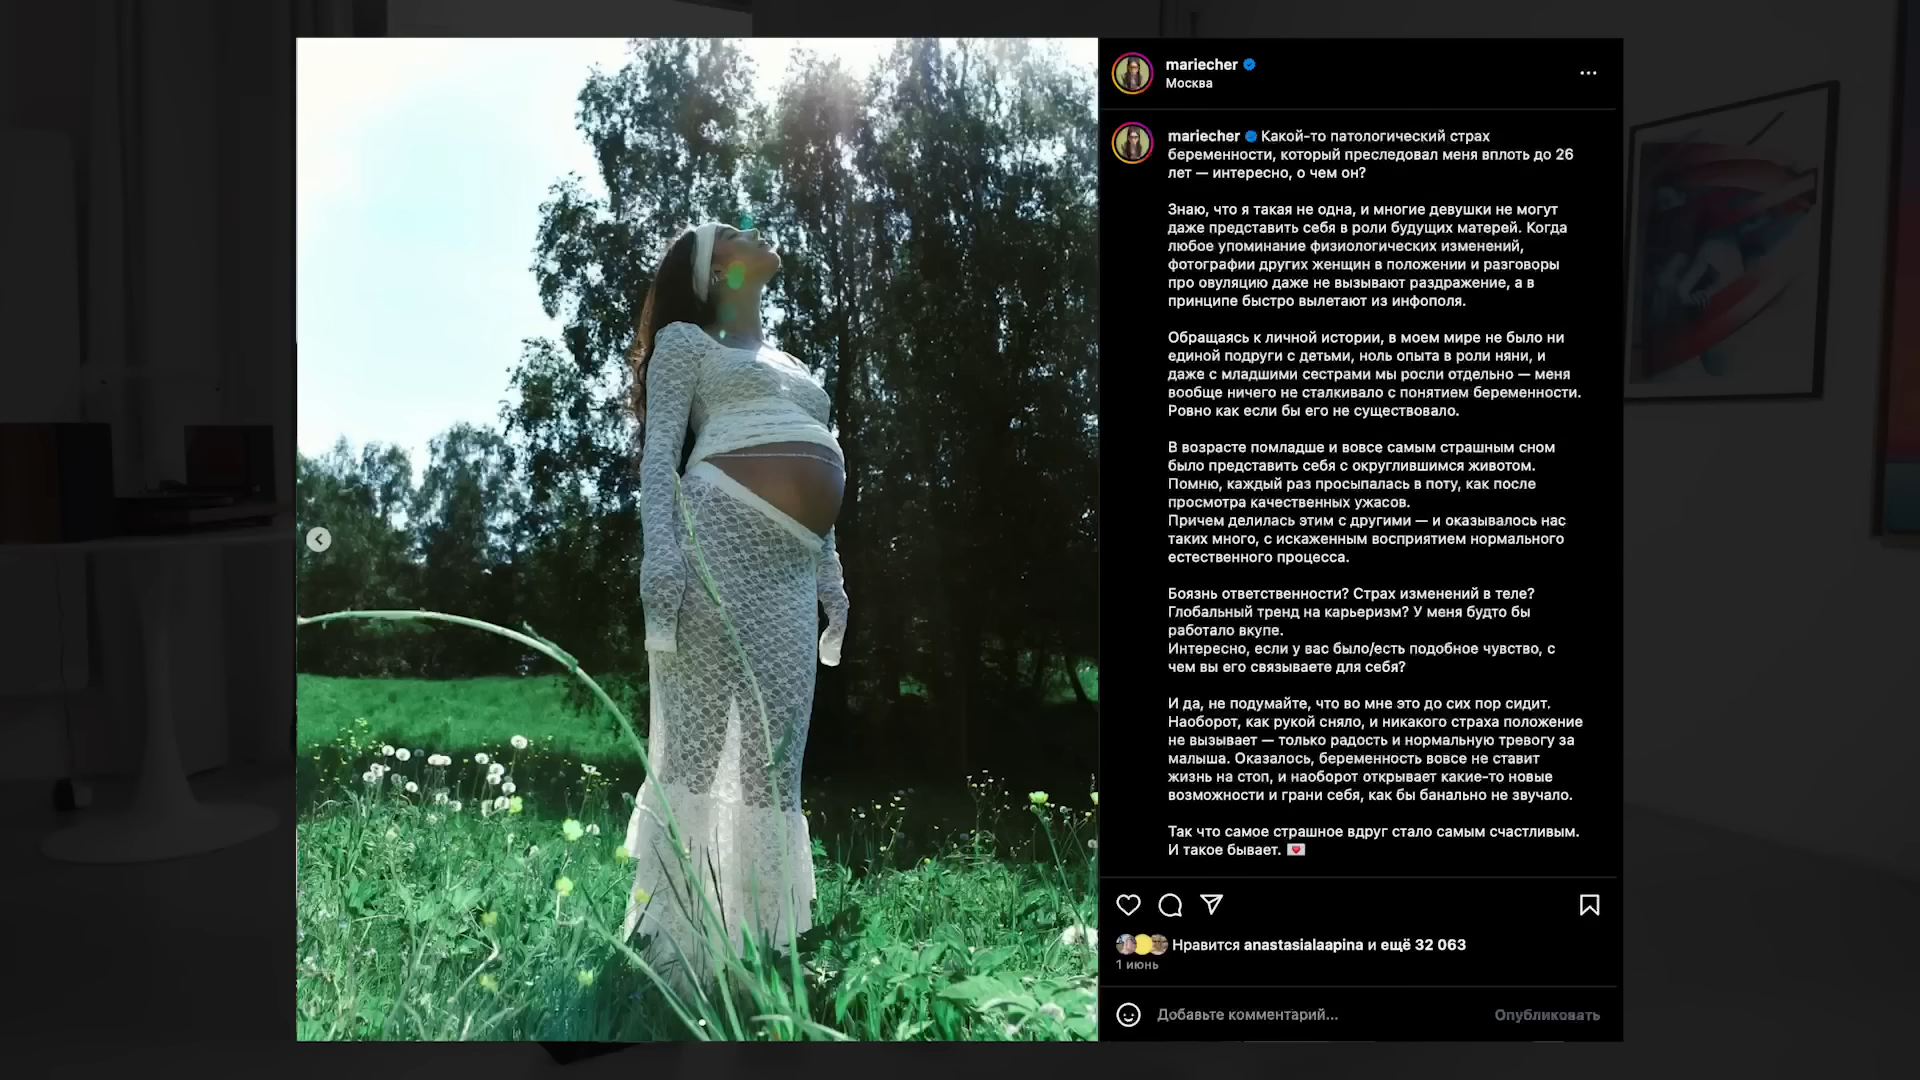 mariecher
Москва
mariecher Какой-то патологический страх
беременности, который преследовал меня вплоть до 26
лет — интересно, о чем он?
Знаю, что я такая не одна, и многие девушки не могут
даже представить себя в роли будущих матерей. Когда
любое упоминание физиологических изменений,
фотографии других женщин в положении и разговоры
про овуляцию даже не вызывают раздражение, а в
принципе быстро вылетают из инфополя.
Обращаясь к личной истории, в моем мире не было ни
единой подруги с детьми, ноль опыта в роли няни, и
даже с младшими сестрами мы росли отдельно — меня
вообще ничего не сталкивало с понятием беременности.
Ровно как если бы его не существовало.
В возрасте помладше и вовсе самым страшным сном
было представить себя с округлившимся животом.
Помню, каждый раз просыпалась в поту, как после
просмотра качественных ужасов.
Причем делилась этим с другими — и оказывалось нас
таких много, с искаженным восприятием нормального
естественного процесса.
Боязнь ответственности? Страх изменений в теле?
Глобальный тренд на карьеризм? У меня будто бы
работало вкупе.
Интересно, если у вас было/есть подобное чувство, с
чем вы его связываете для себя?
И да, не подумайте, что во мне это до сих пор сидит.
Наоборот, как рукой сняло, и никакого страха положение
не вызывает — только радость и нормальную тревогу за
малыша. Оказалось, беременность вовсе не ставит
жизнь на стоп, и наоборот открывает какие-то новые
возможности и грани себя, как бы банально не звучало.
Так что самое страшное вдруг стало самым счастливым.
И такое бывает. 💌
Нравится anastasialaapina и ещё 32 063
1 июнь
Добавьте комментарий...
Опубликовать